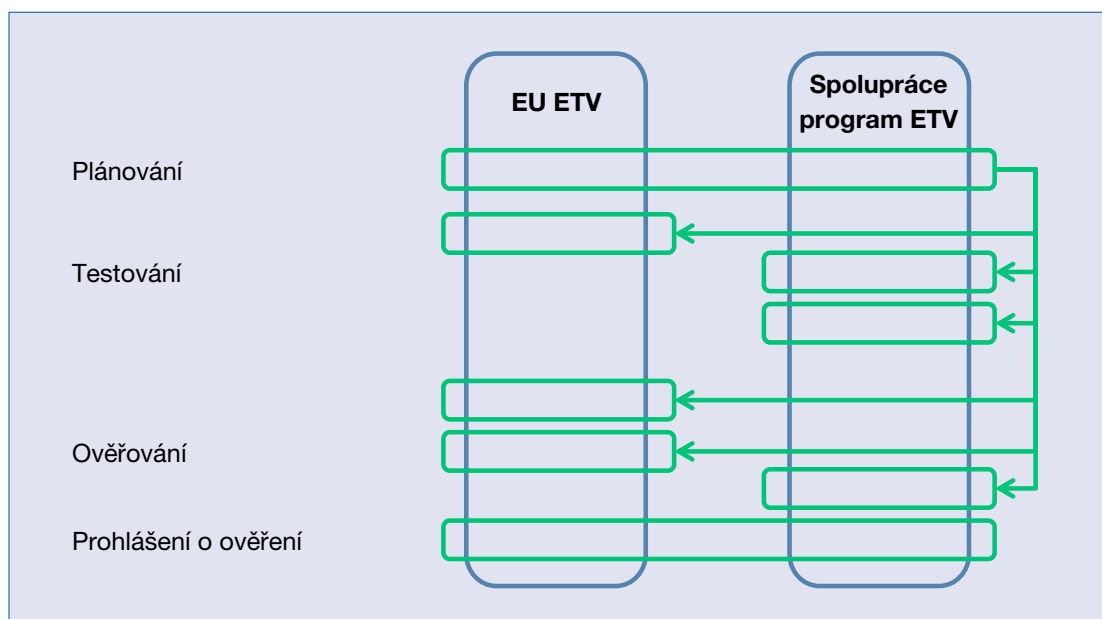 EU ETV
Spolupráce
program ETV
Plánování
Testování
Ověřování
Prohlášení o ověření